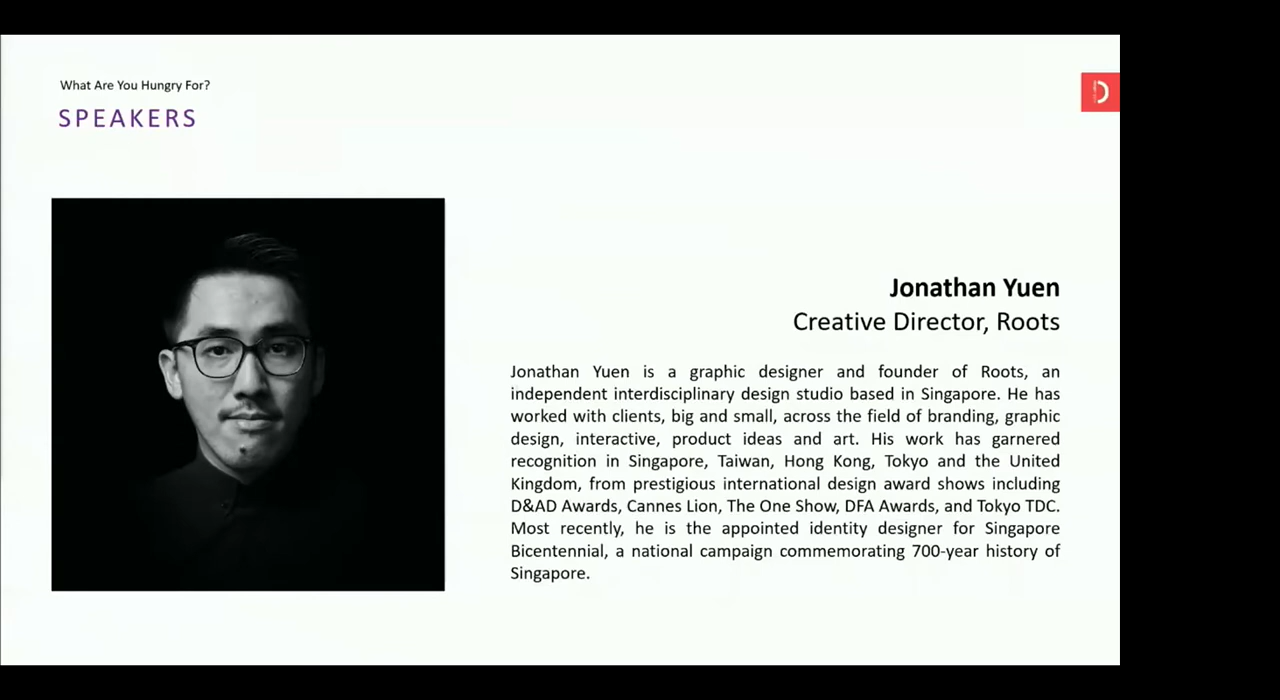 What Are You Hungry For?
SPEAKERS
D
Jonathan Yuen
Creative Director, Roots
Jonathan Yuen is a graphic designer and founder of Roots, an
independent interdisciplinary design studio based in Singapore. He has
worked with clients, big and small, across the field of branding, graphic
design, interactive, product ideas and art. His work has garnered
recognition in Singapore, Taiwan, Hong Kong, Tokyo and the United
Kingdom, from prestigious international design award shows including
D&AD Awards, Cannes Lion, The One Show, DFA Awards, and Tokyo TDC.
Most recently, he is the appointed identity designer for Singapore
Bicentennial, a national campaign commemorating 700-year history of
Singapore.